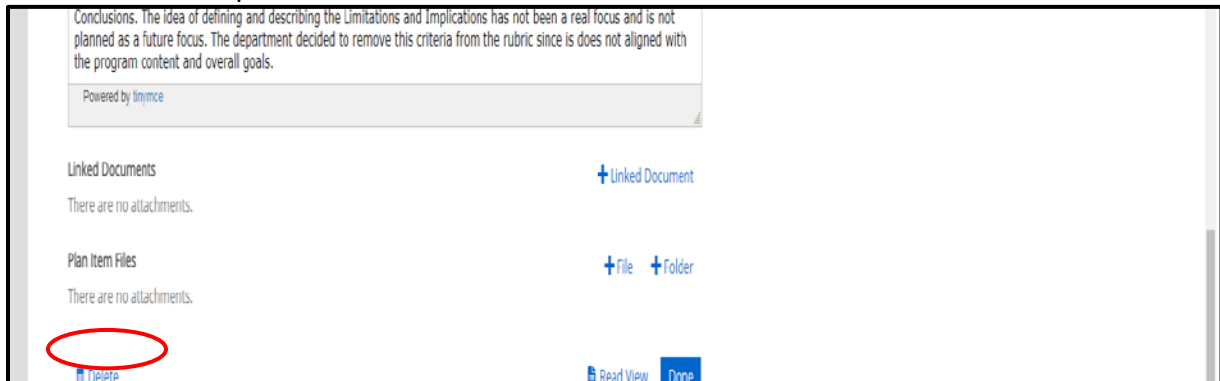 Conclusions. The idea of defining and describing the Limitations and Implications has not been a real focus and is not
planned as a future focus. The department decided to remove this criteria from the rubric since is does not aligned with
the program content and overall goals.
Powered by tinymce
Linked Documents
+ Linked Document
There are no attachments.
Plan Item Files
+ File + Folder
There are no attachments.
Delete
Read View Done